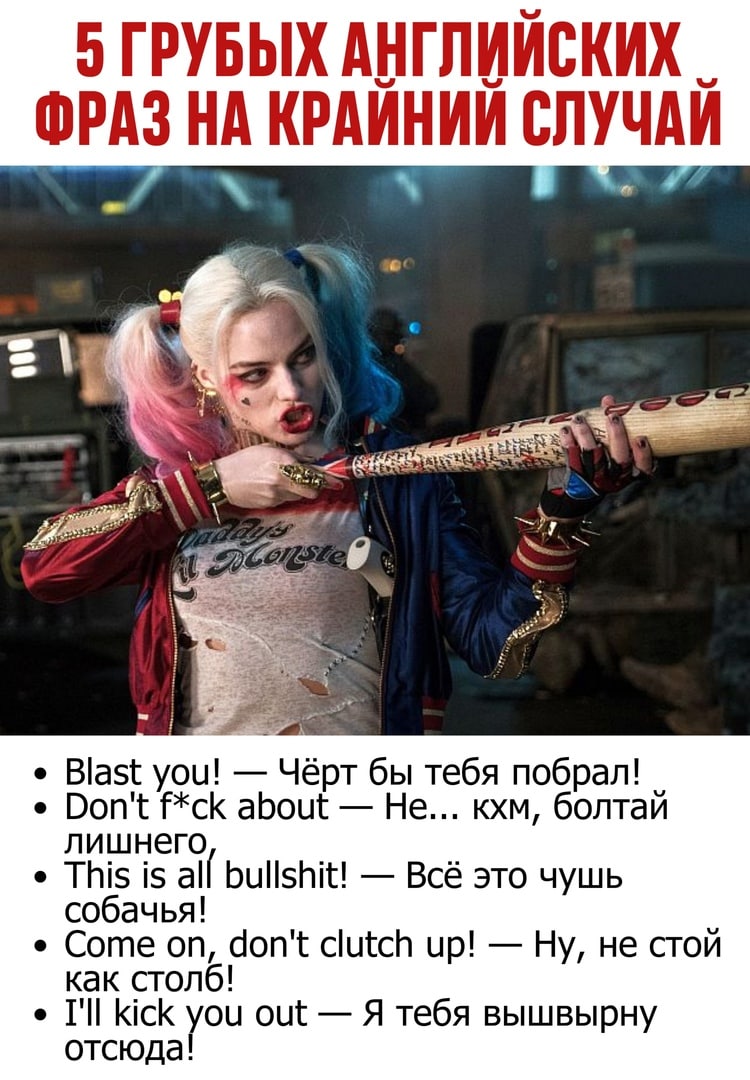 5 ГРУБЫХ АНГЛИЙСКИХ
ФРАЗ НА КРАЙНИЙ СЛУЧАЙ
Daddy's
Lil Monster
• Blast you! — Чёрт бы тебя побрал!
• Don't f*ck about — Не... кхм, болтай
лишнего,
• This is all bullshit! — Всё это чушь
собачья!
• Come on, don't clutch up! — Ну, не стой
как столб!
• I'll kick you out — Я тебя вышвырну
отсюда!